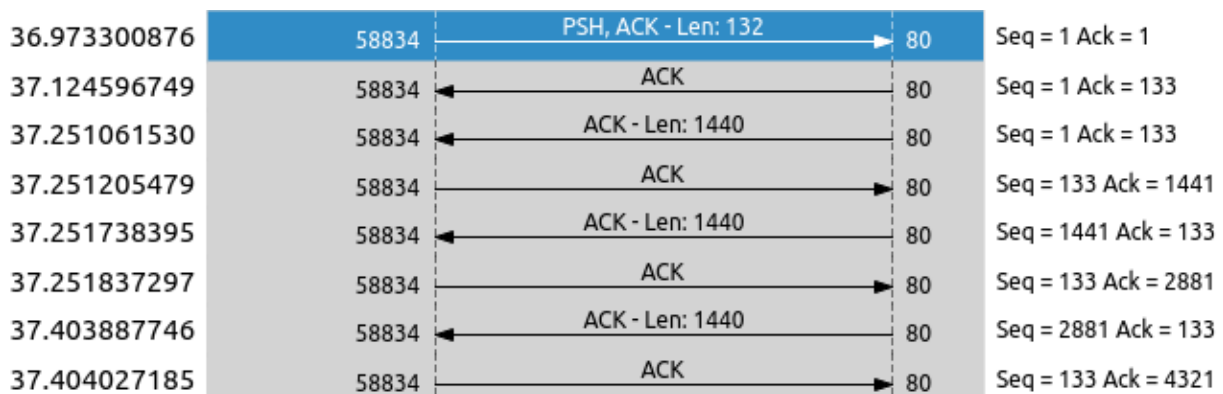 36.973300876 58834 PSH, ACK - Len: 132 80 Seq = 1 Ack = 1
37.124596749 58834 ACK 80 Seq = 1 Ack = 133
37.251061530 58834 ACK - Len: 1440 80 Seq = 1 Ack = 133
37.251205479 58834 ACK 80 Seq = 133 Ack = 1441
37.251738395 58834 ACK - Len: 1440 80 Seq = 1441 Ack = 133
37.251837297 58834 ACK 80 Seq = 133 Ack = 2881
37.403887746 58834 ACK - Len: 1440 80 Seq = 2881 Ack = 133
37.404027185 58834 ACK 80 Seq = 133 Ack = 4321